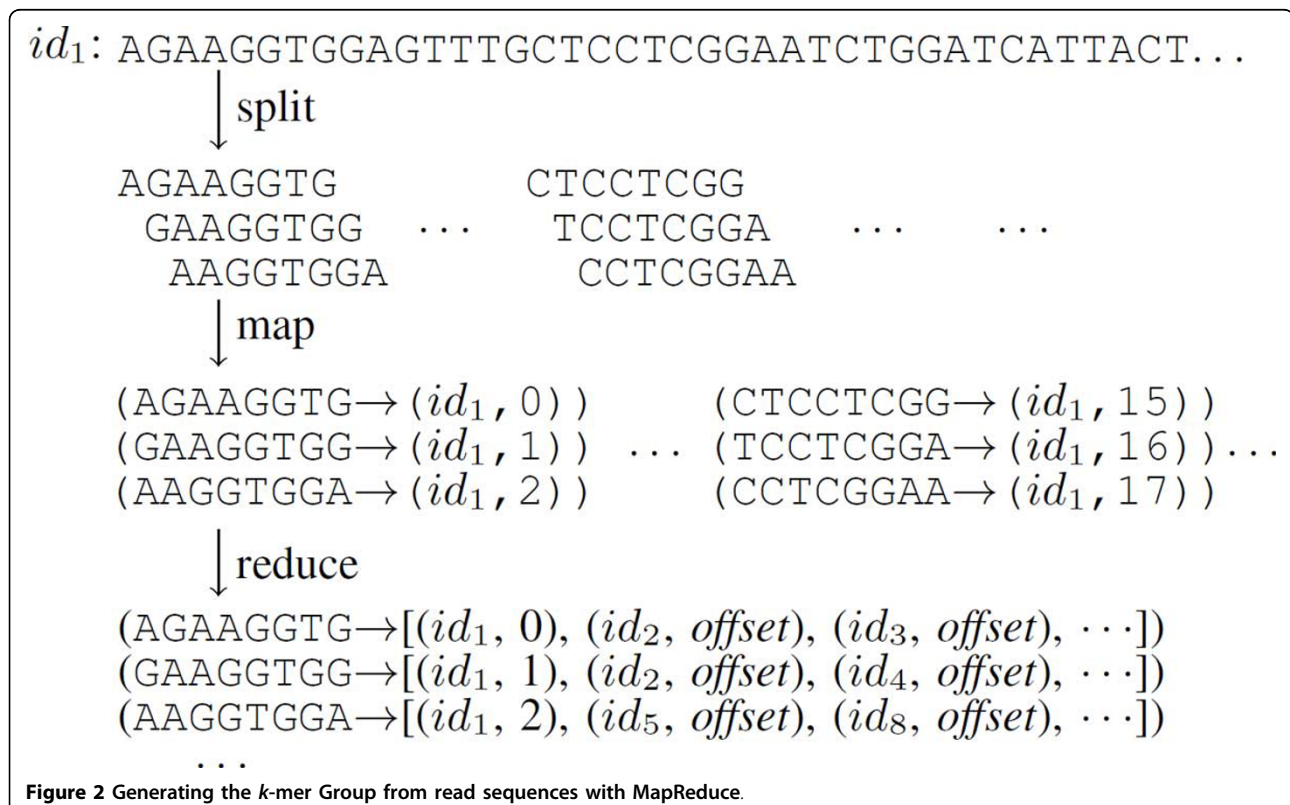 id₁: AGAAGGTGGAGTTTGCTCCTCGGAATCTGGATCATTACT...
split
AGAAGGTG CTCCTCGG
GAAGGTGG ··· TCCTCGGA ··· ···
AAGGTGGA CCTCGGAA
map
(AGAAGGTG→(id₁, 0)) (CTCCTCGG→(id₁, 15))
(GAAGGTGG→(id₁, 1)) ··· (TCCTCGGA→(id₁, 16)) ···
(AAGGTGGA→(id₁, 2)) (CCTCGGAA→(id₁, 17))
reduce
(AGAAGGTG→[(id₁, 0), (id₂, offset), (id₃, offset), ···])
(GAAGGTGG→[(id₁, 1), (id₂, offset), (id₄, offset), ···])
(AAGGTGGA→[(id₁, 2), (id₅, offset), (id₈, offset), ···])
···
Figure 2 Generating the k-mer Group from read sequences with MapReduce.